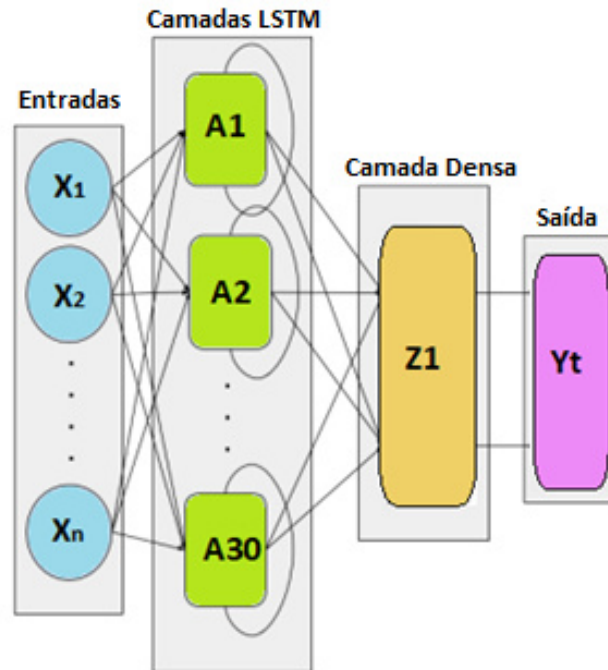 Camadas LSTM
Entradas
A1
Camada Densa
X1
Saída
X2
A2
Z1
Yt
Xn
A30